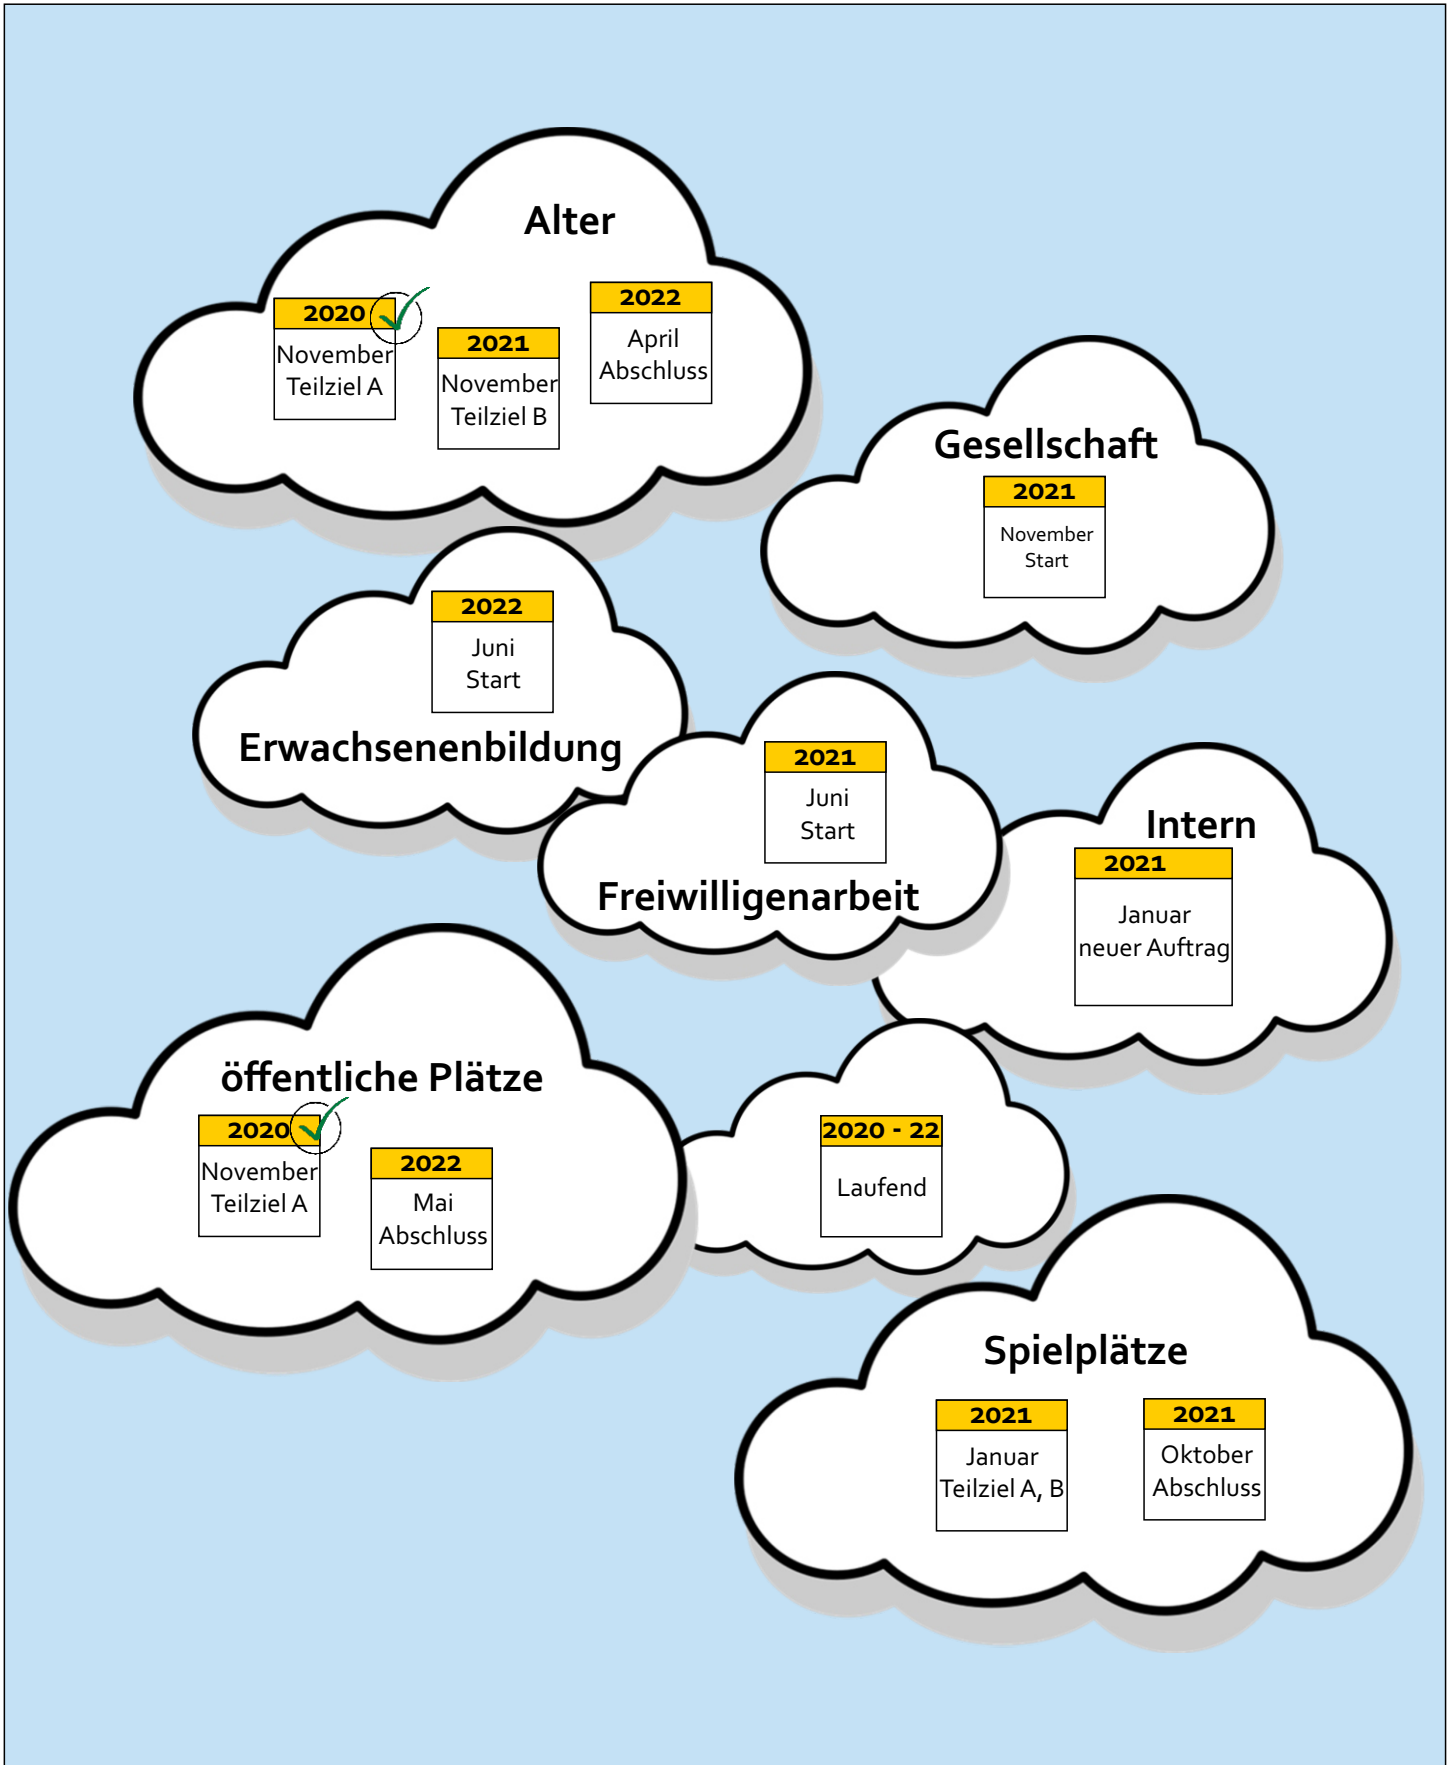 Alter
2020
November
Teilziel A
2021
November
Teilziel B
2022
April
Abschluss
Gesellschaft
2021
November
Start
2022
Juni
Start
Erwachsenenbildung
2021
Juni
Start
Freiwilligenarbeit
Intern
2021
Januar
neuer Auftrag
öffentliche Plätze
2020
November
Teilziel A
2022
Mai
Abschluss
2020 - 22
Laufend
Spielplätze
2021
Januar
Teilziel A, B
2021
Oktober
Abschluss